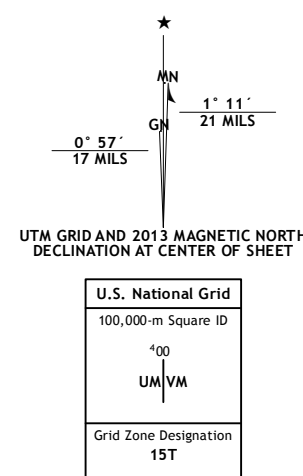 ★
MN
GN
1° 11´
21 MILS
0° 57´
17 MILS
UTM GRID AND 2013 MAGNETIC NORTH
DECLINATION AT CENTER OF SHEET
U.S. National Grid
100,000-m Square ID
⁴00
UM VM
Grid Zone Designation
15T